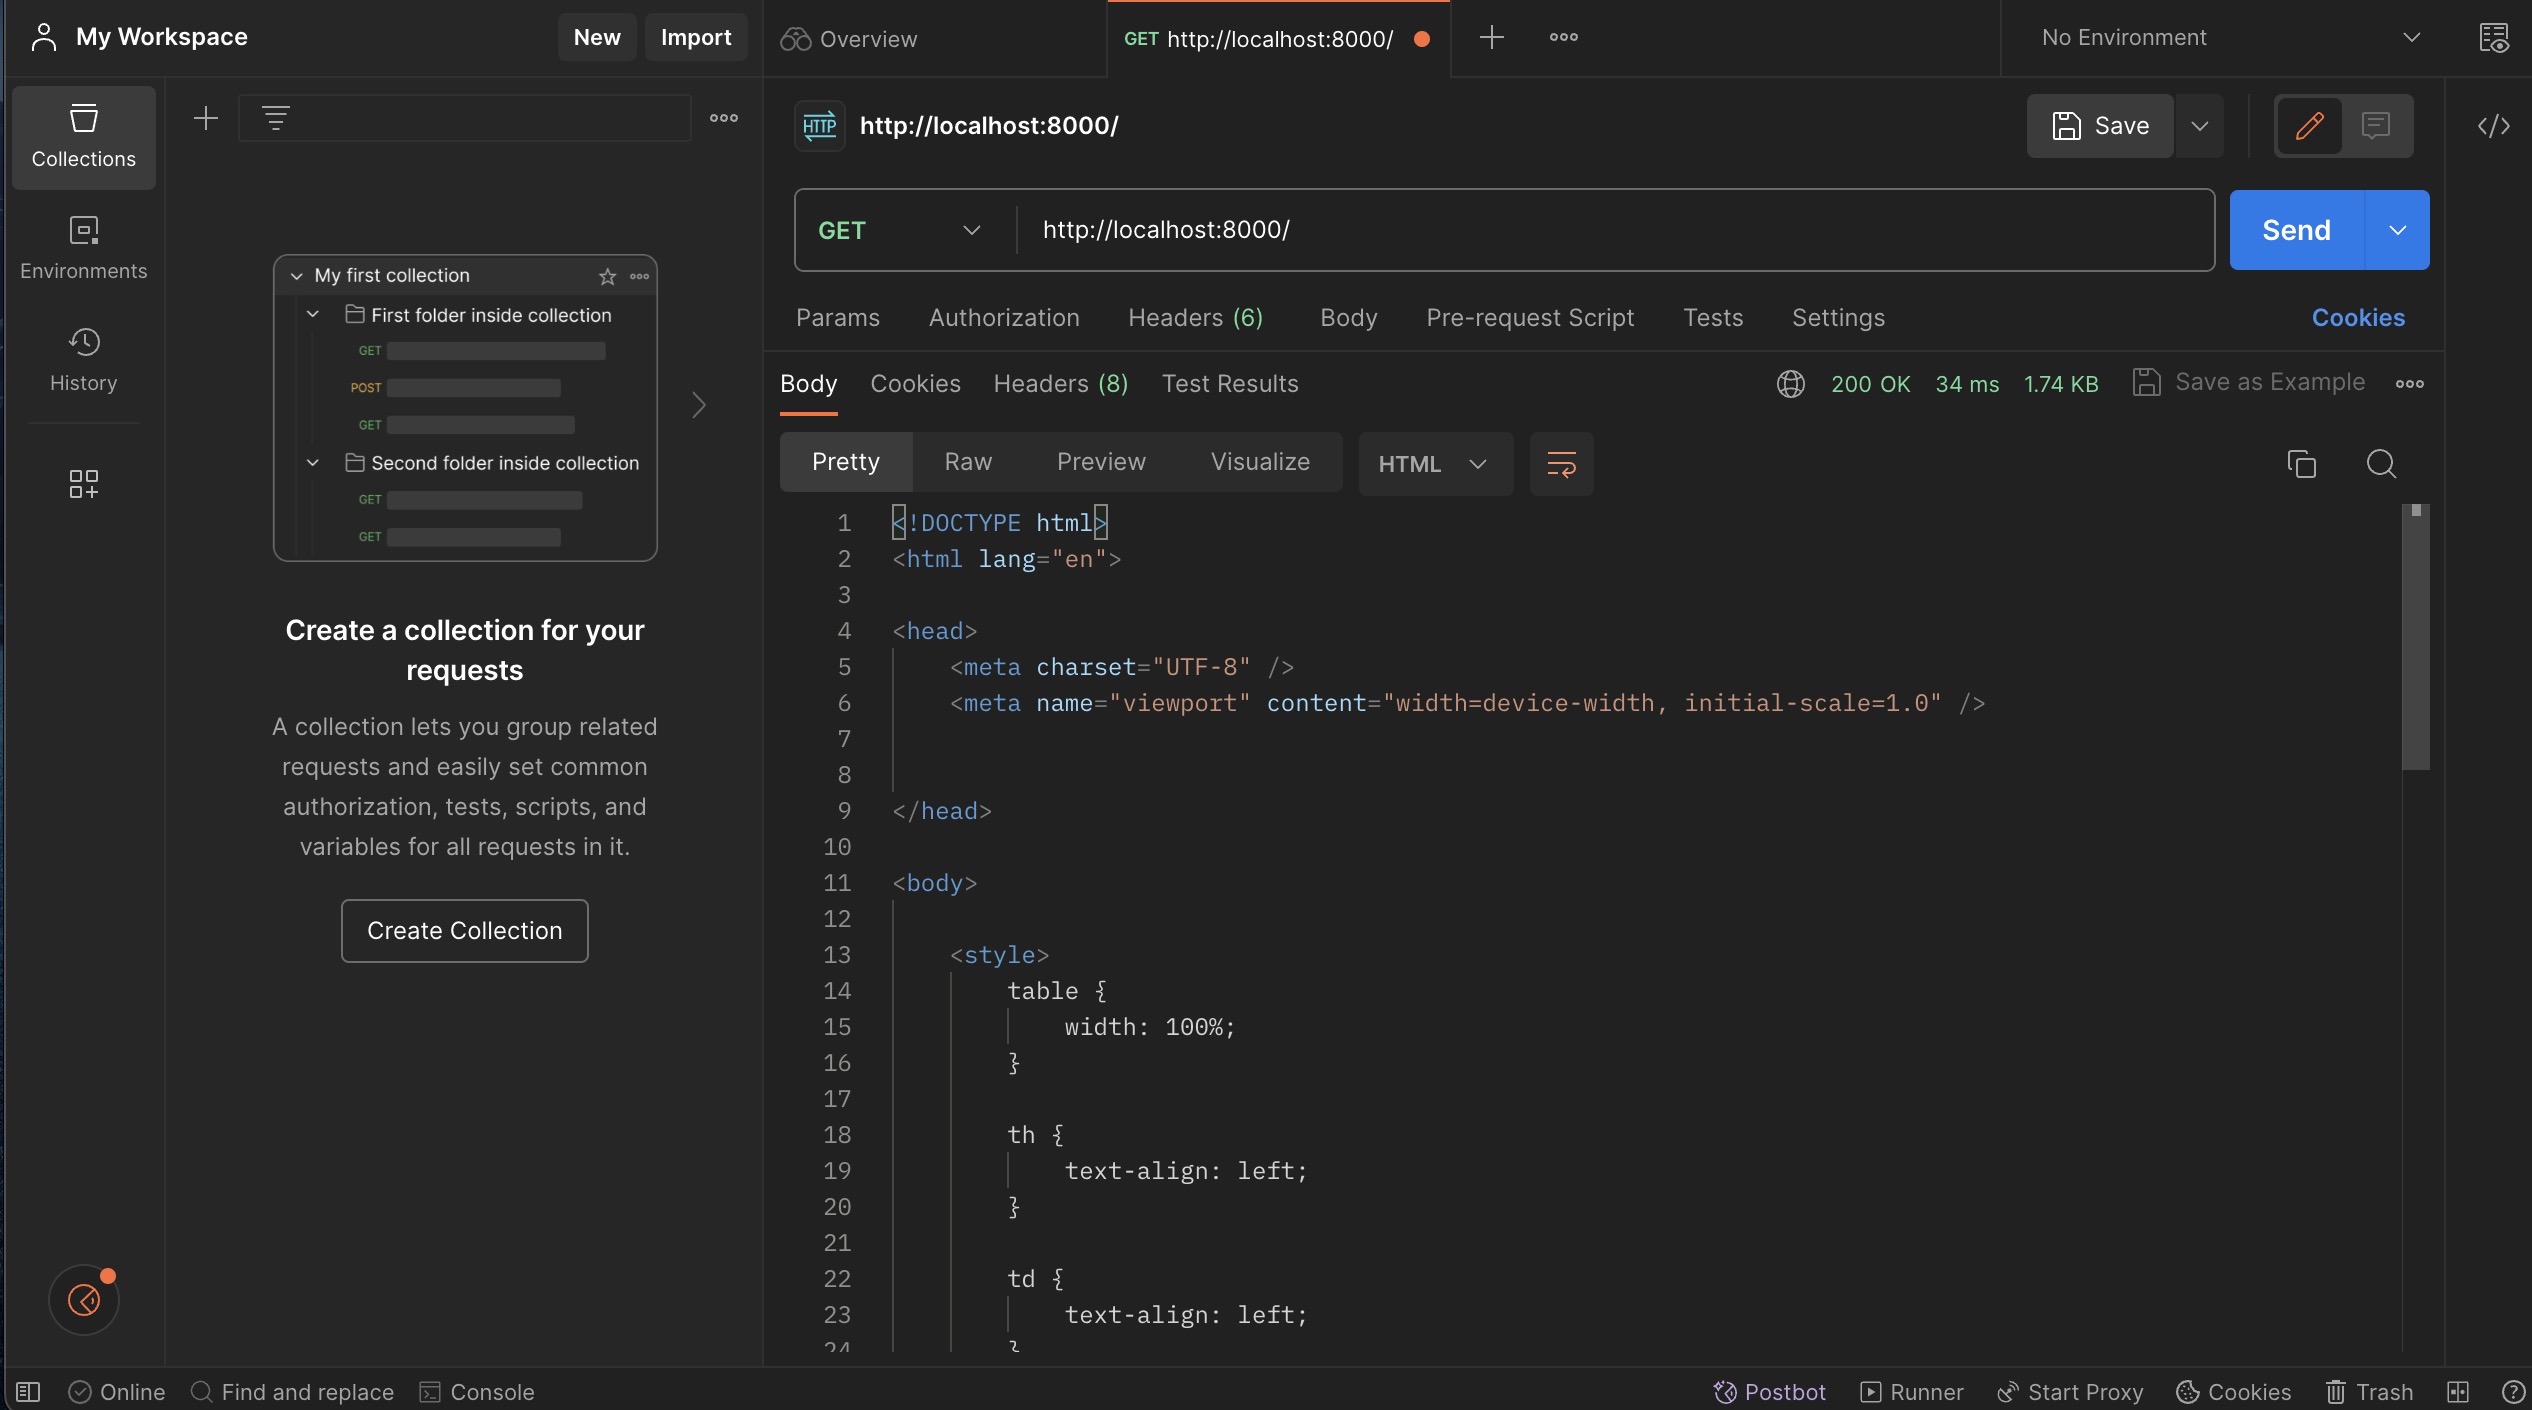 My Workspace
New
Import
Overview
GET http://localhost:8000/
No Environment
Collections
Environments
History
My first collection
First folder inside collection
GET
POST
GET
Second folder inside collection
GET
GET
Create a collection for your
requests
A collection lets you group related
requests and easily set common
authorization, tests, scripts, and
variables for all requests in it.
Create Collection
HTTP
http://localhost:8000/
Save
GET
http://localhost:8000/
Send
Params
Authorization
Headers (6)
Body
Pre-request Script
Tests
Settings
Cookies
Body
Cookies
Headers (8)
Test Results
200 OK
34 ms
1.74 KB
Save as Example
Pretty
Raw
Preview
Visualize
HTML
1 <!DOCTYPE html>
2 <html lang="en">
3
4 <head>
5 <meta charset="UTF-8" />
6 <meta name="viewport" content="width=device-width, initial-scale=1.0" />
7
8
9 </head>
10
11 <body>
12
13 <style>
14 table {
15 width: 100%;
16 }
17
18 th {
19 text-align: left;
20 }
21
22 td {
23 text-align: left;
24 }
Online
Find and replace
Console
Postbot
Runner
Start Proxy
Cookies
Trash